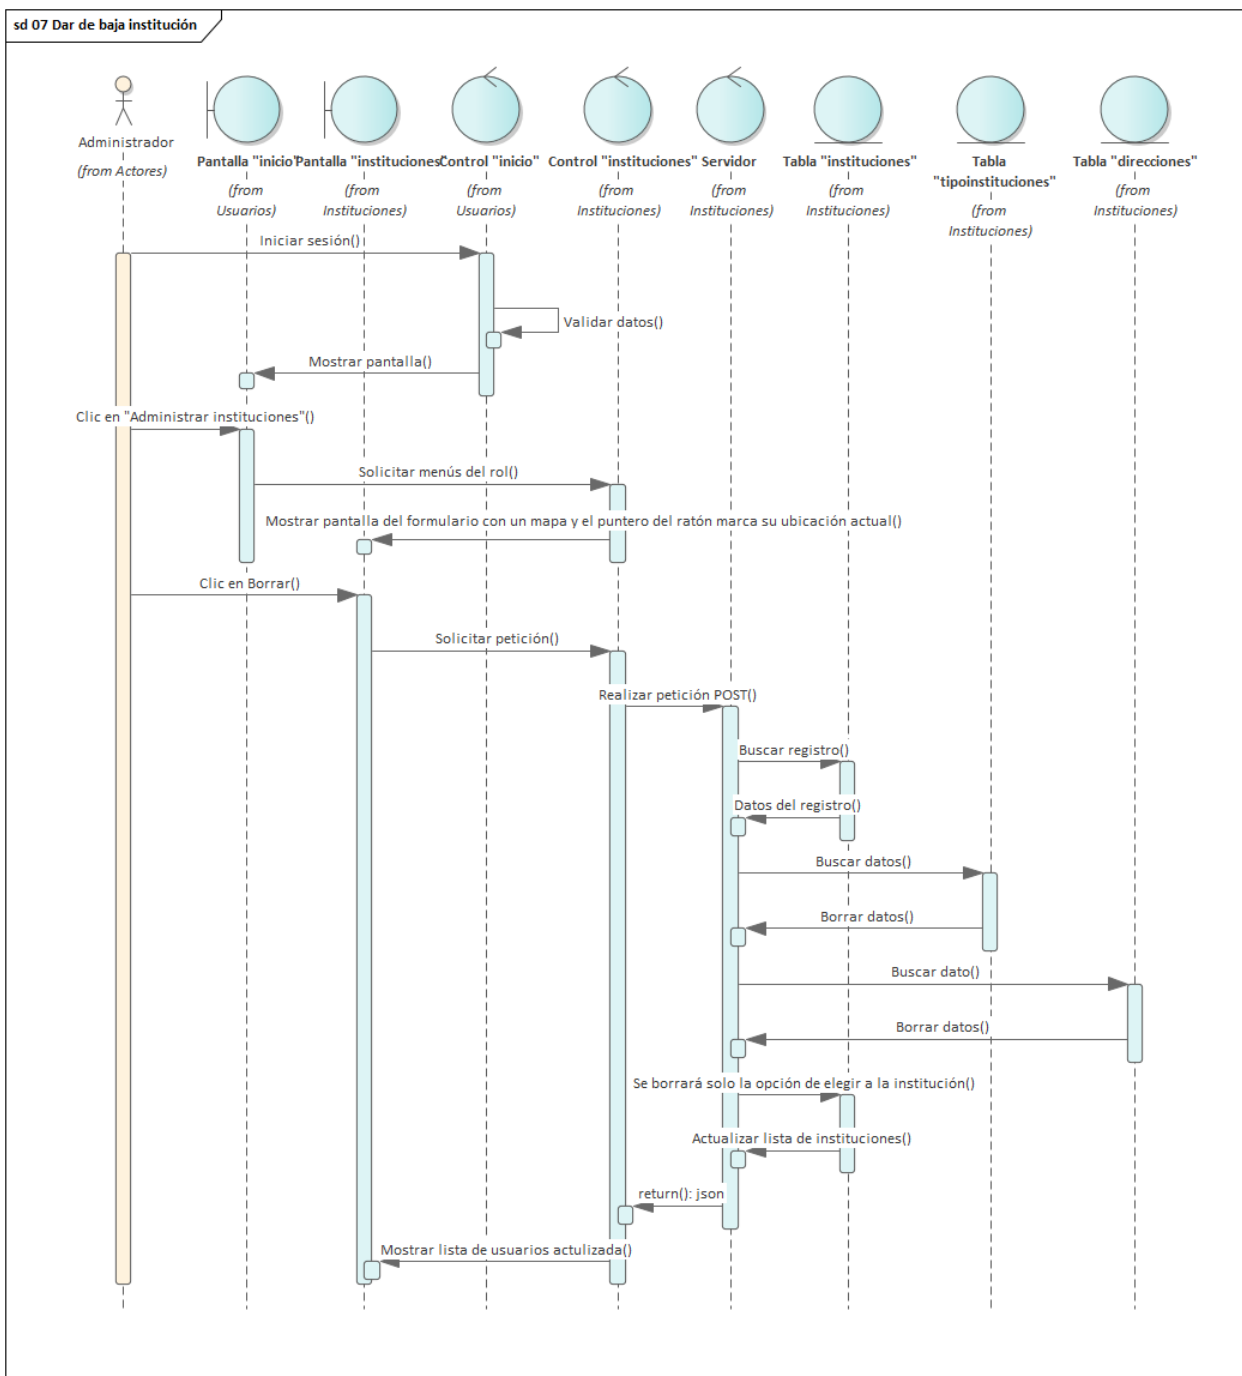 sd 07 Dar de baja institución
Administrador
(from Actores)
Pantalla "inicio"
(from
Usuarios)
Pantalla "instituciones"
(from
Instituciones)
Control "inicio"
(from
Usuarios)
Control "instituciones"
(from
Instituciones)
Servidor
(from
Instituciones)
Tabla "instituciones"
(from
Instituciones)
Tabla
"tipoinstituciones"
(from
Instituciones)
Tabla "direcciones"
(from
Instituciones)
Iniciar sesión()
Validar datos()
Mostrar pantalla()
Clic en "Administrar instituciones"()
Solicitar menús del rol()
Mostrar pantalla del formulario con un mapa y el puntero del ratón marca su ubicación actual()
Clic en Borrar()
Solicitar petición()
Realizar petición POST()
Buscar registro()
Datos del registro()
Buscar datos()
Borrar datos()
Buscar dato()
Borrar datos()
Se borrará solo la opción de elegir a la institución()
Actualizar lista de instituciones()
return(): json
Mostrar lista de usuarios actulizada()